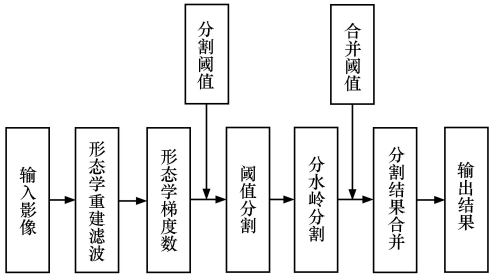 分割阈值
合并阈值
输入影像
形态学重建滤波
形态学梯度数
阈值分割
分水岭分割
分割结果合并
输出结果